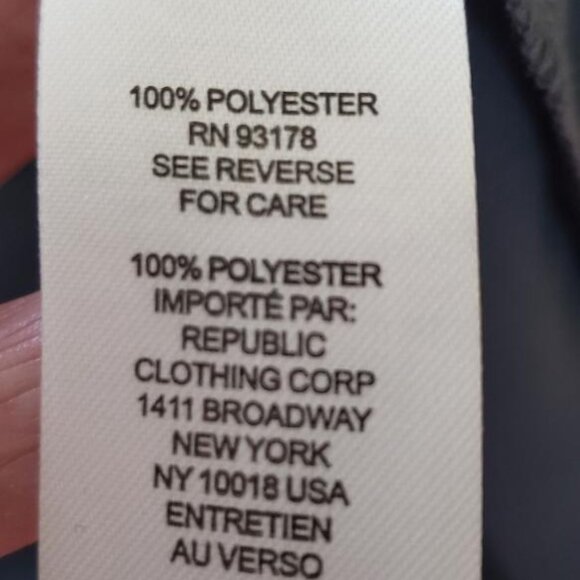 100% POLYESTER
RN 93178
SEE REVERSE
FOR CARE
100% POLYESTER
IMPORTÉ PAR:
REPUBLIC
CLOTHING CORP
1411 BROADWAY
NEW YORK
NY 10018 USA
ENTRETIEN
AU VERSO